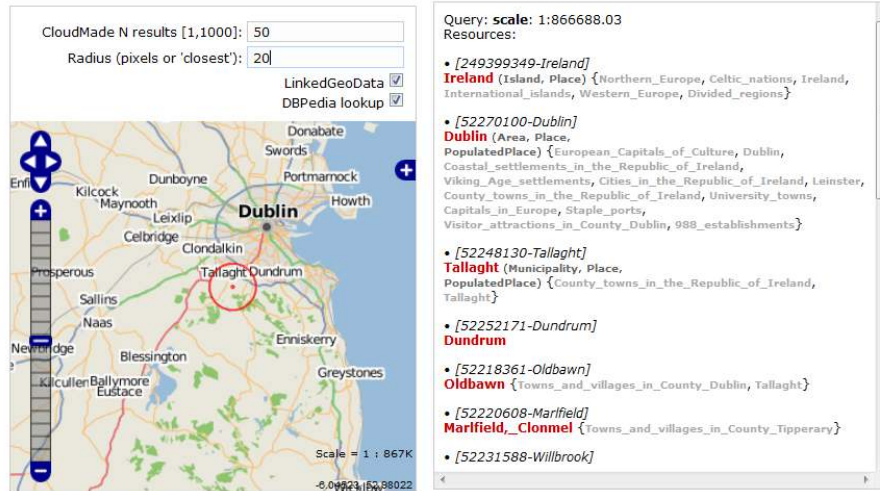 CloudMade N results [1,1000]: 50
Radius (pixels or 'closest'): 20
LinkedGeoData
DBPedia lookup
Donabate
Swords
Dunboyne
Portmarnock
Kilcock
Maynooth
Howth
Leixlip
Dublin
Celbridge
Clondalkin
Prosperous
Tallaght
Dundrum
Sallins
Naas
Enniskerry
Newbridge
Blessington
Greystones
Kilcullen
Ballymore
Eustace
Scale = 1 : 867K
Query: scale: 1:866688.03
Resources:
• [249399349-Ireland]
Ireland (Island, Place) {Northern_Europe, Celtic_nations, Ireland,
International_islands, Western_Europe, Divided_regions}
• [52270100-Dublin]
Dublin (Area, Place,
PopulatedPlace) {European_Capitals_of_Culture, Dublin,
Coastal_settlements_in_the_Republic_of_Ireland,
Viking_Age_settlements, Cities_in_the_Republic_of_Ireland, Leinster,
County_towns_in_the_Republic_of_Ireland, University_towns,
Capitals_in_Europe, Staple_ports,
Visitor_attractions_in_County_Dublin, 988_establishments}
• [52248130-Tallaght]
Tallaght (Municipality, Place,
PopulatedPlace) {County_towns_in_the_Republic_of_Ireland,
Tallaght}
• [52252171-Dundrum]
Dundrum
• [52218361-Oldbawn]
Oldbawn {Towns_and_villages_in_County_Dublin, Tallaght}
• [52220608-Marlfield]
Marlfield,_Clonmel {Towns_and_villages_in_County_Tipperary}
• [52231588-Willbrook]